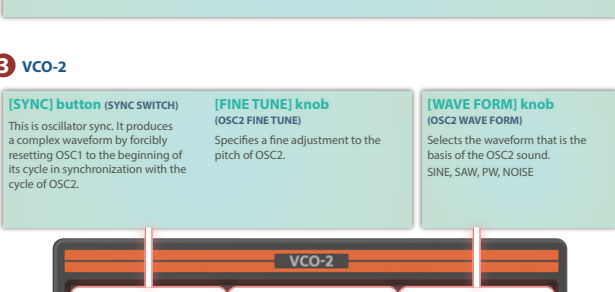 3 VCO-2
[SYNC] button (SYNC SWITCH)
This is oscillator sync. It produces
a complex waveform by forcibly
resetting OSC1 to the beginning of
its cycle in synchronization with the
cycle of OSC2.
[FINE TUNE] knob
(OSC2 FINE TUNE)
Specifies a fine adjustment to the
pitch of OSC2.
[WAVE FORM] knob
(OSC2 WAVE FORM)
Selects the waveform that is the
basis of the OSC2 sound.
SINE, SAW, PW, NOISE
VCO-2